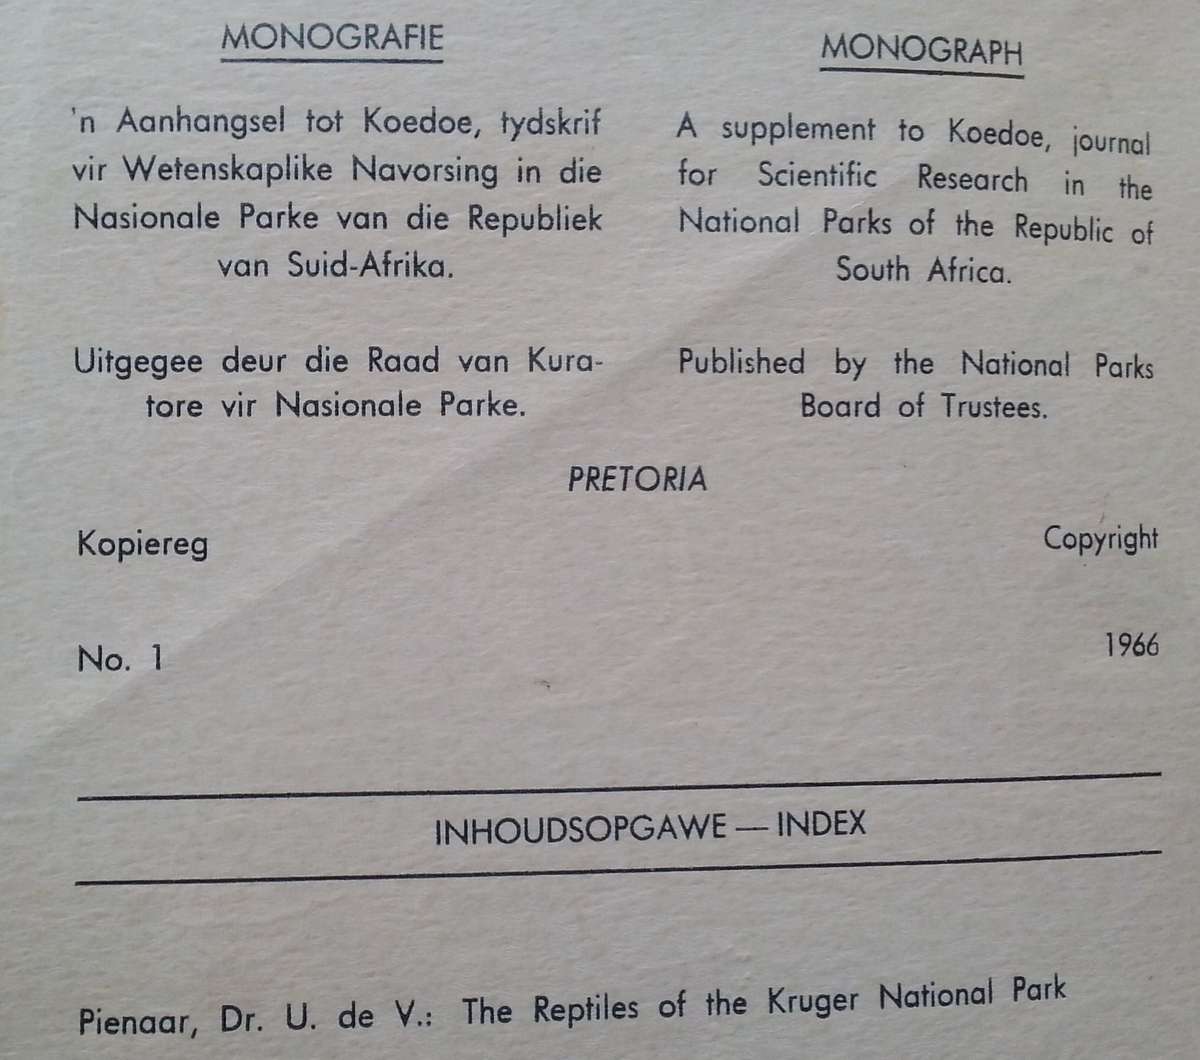 MONOGRAFIE
'n Aanhangsel tot Koedoe, tydskrif
vir Wetenskaplike Navorsing in die
Nasionale Parke van die Republiek
van Suid-Afrika.
Uitgegee deur die Raad van Kura-
tore vir Nasionale Parke.
MONOGRAPH
A supplement to Koedoe, journal
for Scientific Research in the
National Parks of the Republic of
South Africa.
Published by the National Parks
Board of Trustees.
PRETORIA
Kopiereg
Copyright
No. 1
1966
INHOUDSOPGAWE — INDEX
Pienaar, Dr. U. de V.: The Reptiles of the Kruger National Park